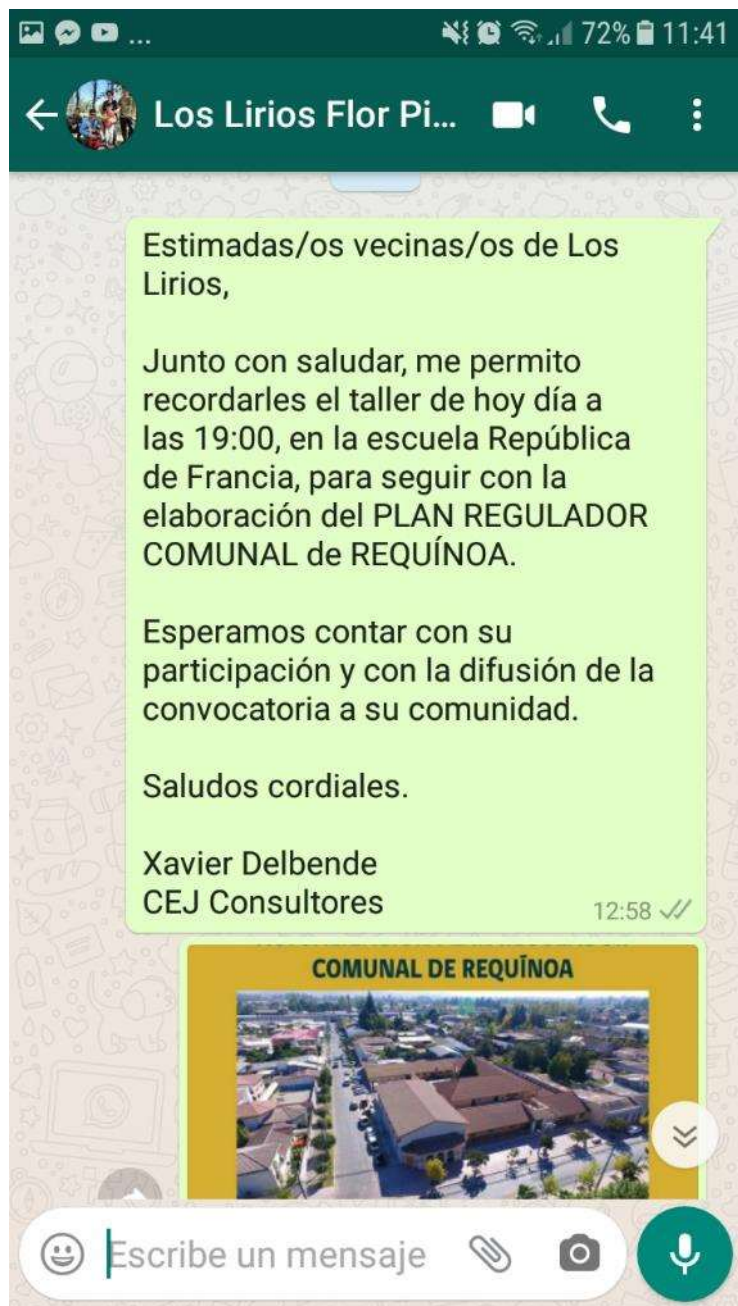 ... 72% 11:41
Los Lirios Flor Pi...
Estimadas/os vecinas/os de Los
Lirios,
Junto con saludar, me permito
recordarles el taller de hoy día a
las 19:00, en la escuela República
de Francia, para seguir con la
elaboración del PLAN REGULADOR
COMUNAL de REQUÍNOA.
Esperamos contar con su
participación y con la difusión de la
convocatoria a su comunidad.
Saludos cordiales.
Xavier Delbende
CEJ Consultores
12:58
COMUNAL DE REQUÍNOA
Escribe un mensaje